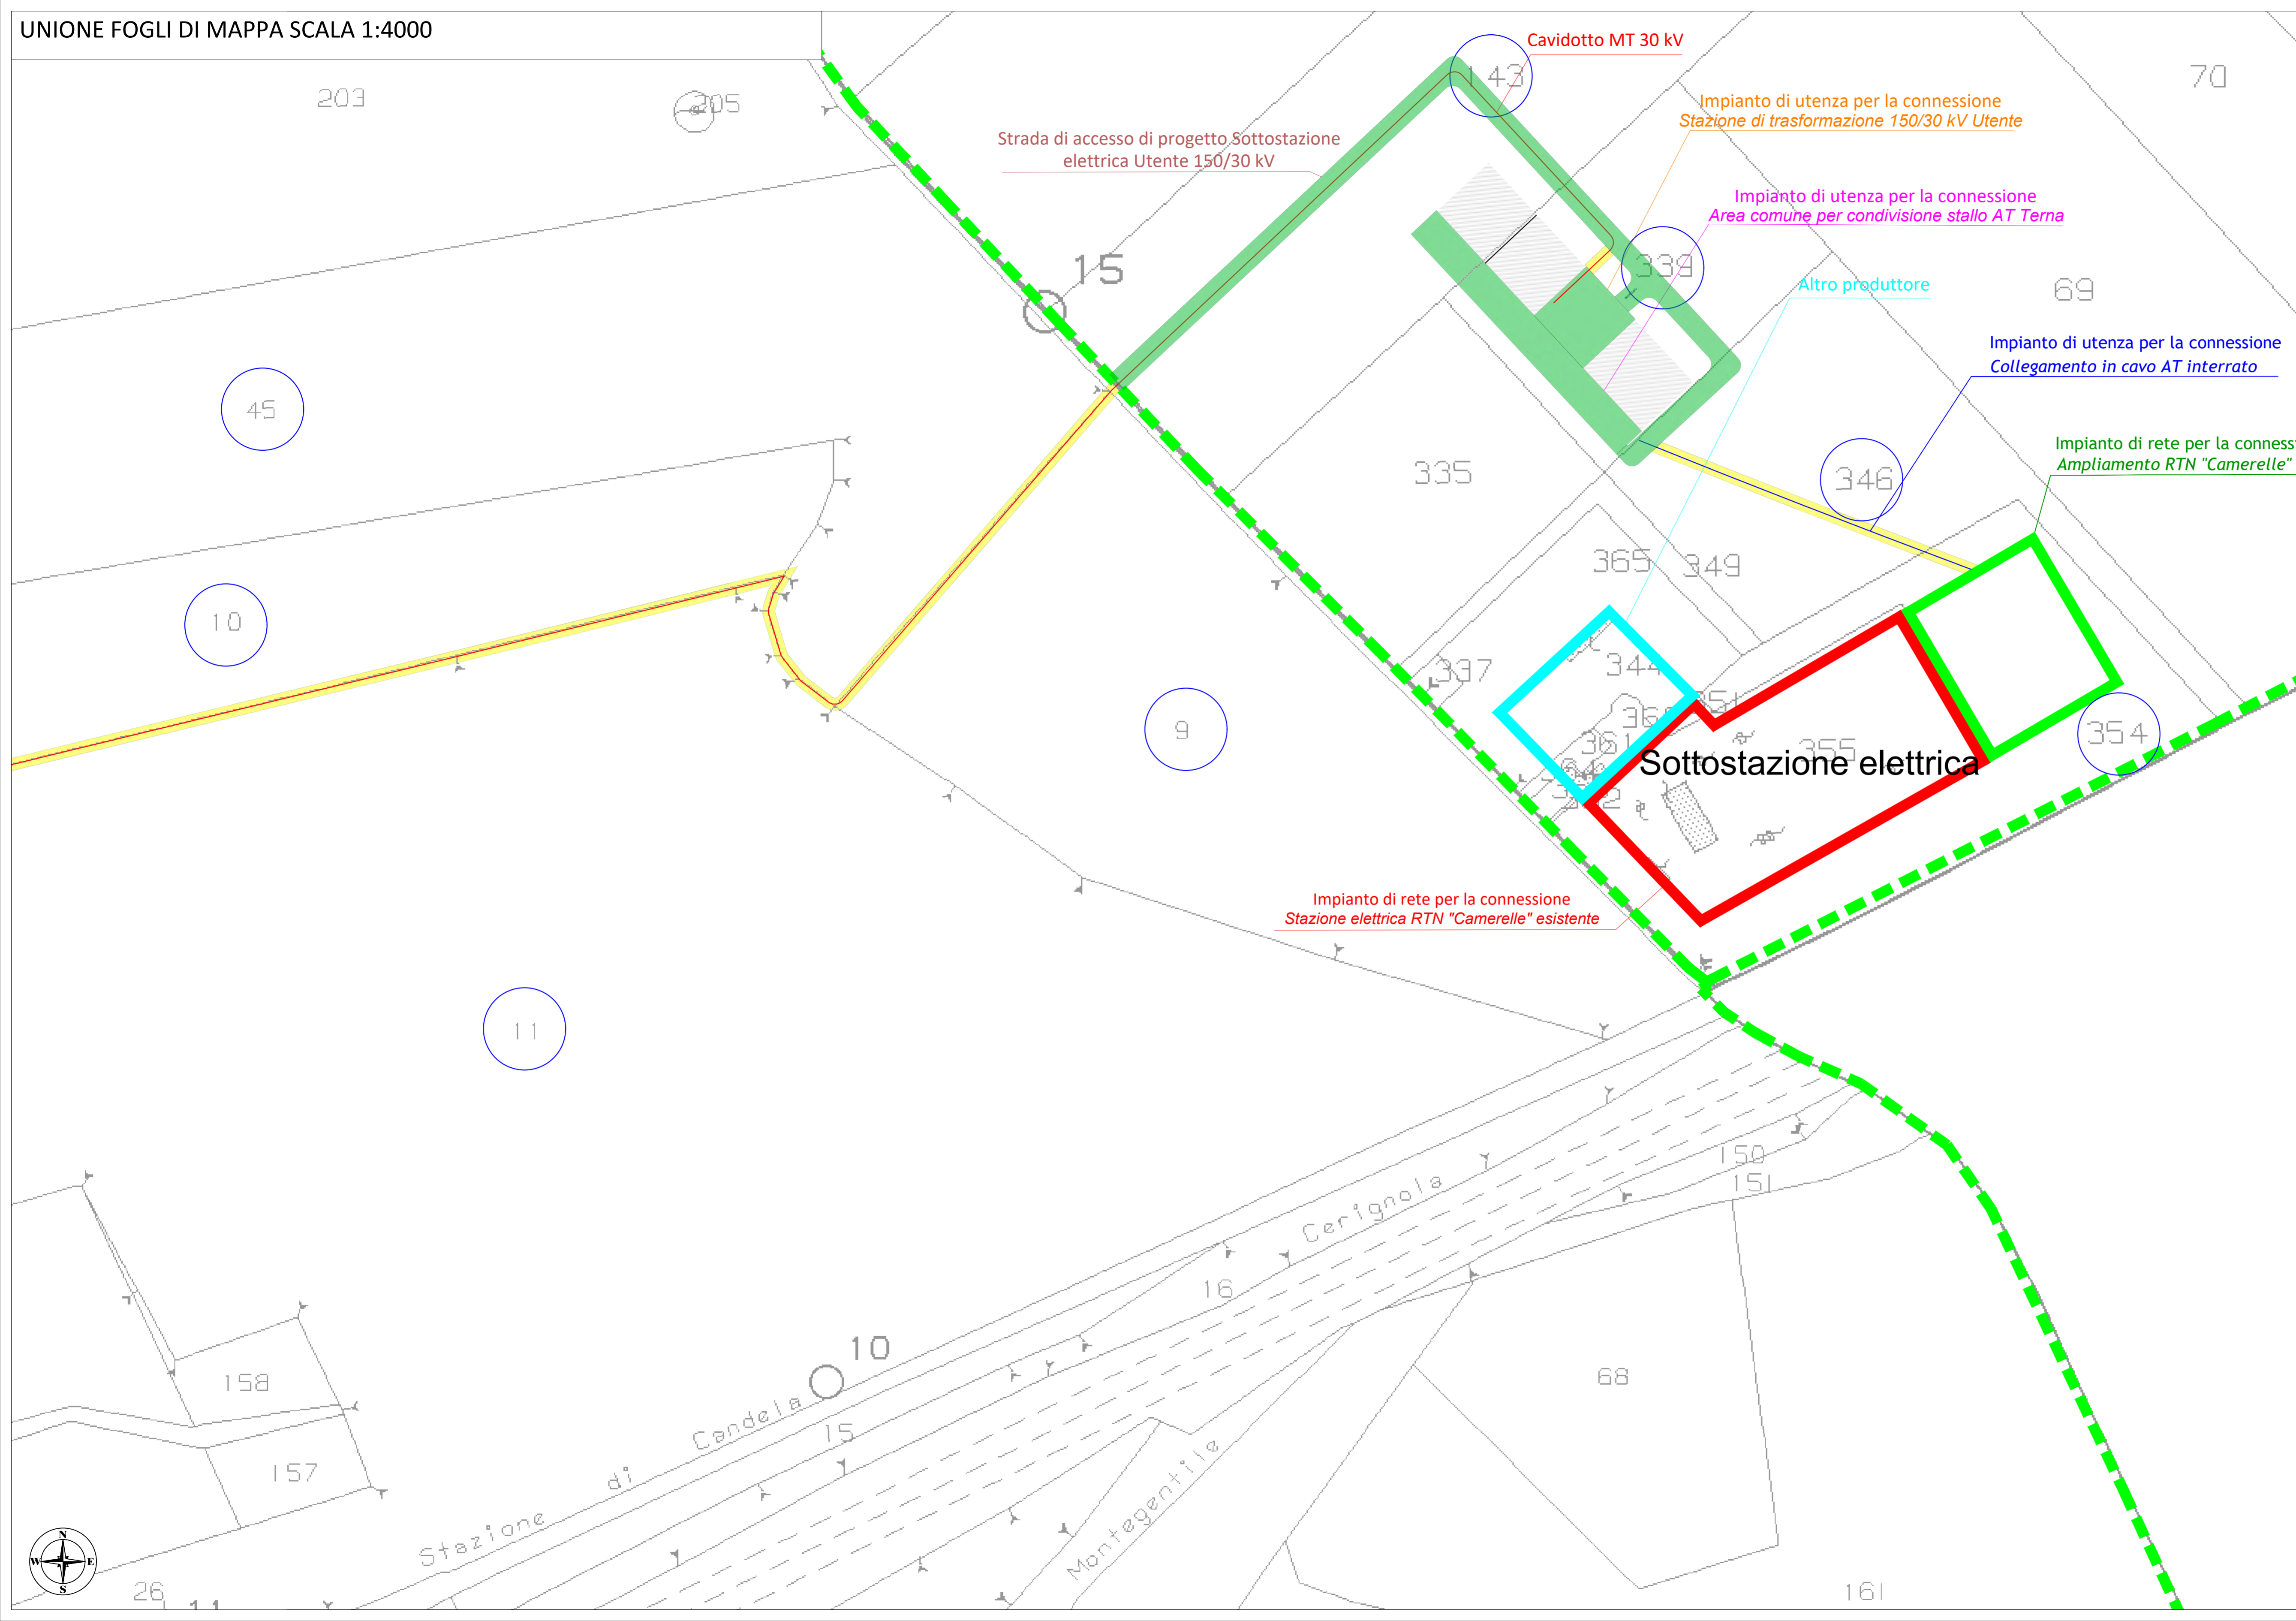 UNIONE FOGLI DI MAPPA SCALA 1:4000
Cavidotto MT 30 kV
143
70
203
205
Impianto di utenza per la connessione
Stazione di trasformazione 150/30 kV Utente
Strada di accesso di progetto Sottostazione
elettrica Utente 150/30 kV
Impianto di utenza per la connessione
Area comune per condivisione stallo AT Terna
15
339
Altro produttore
69
Impianto di utenza per la connessione
Collegamento in cavo AT interrato
45
Impianto di rete per la
Ampliamento RTN "Camerelle"
335
346
365
349
10
337
344
9
361
355
354
Sottostazione elettrica
Impianto di rete per la connessione
Stazione elettrica RTN "Camerelle" esistente
11
150
151
Cerignola
16
10
68
158
Candela
15
157
di
Montegentile
Stazione
N
W E
S
26
11
161